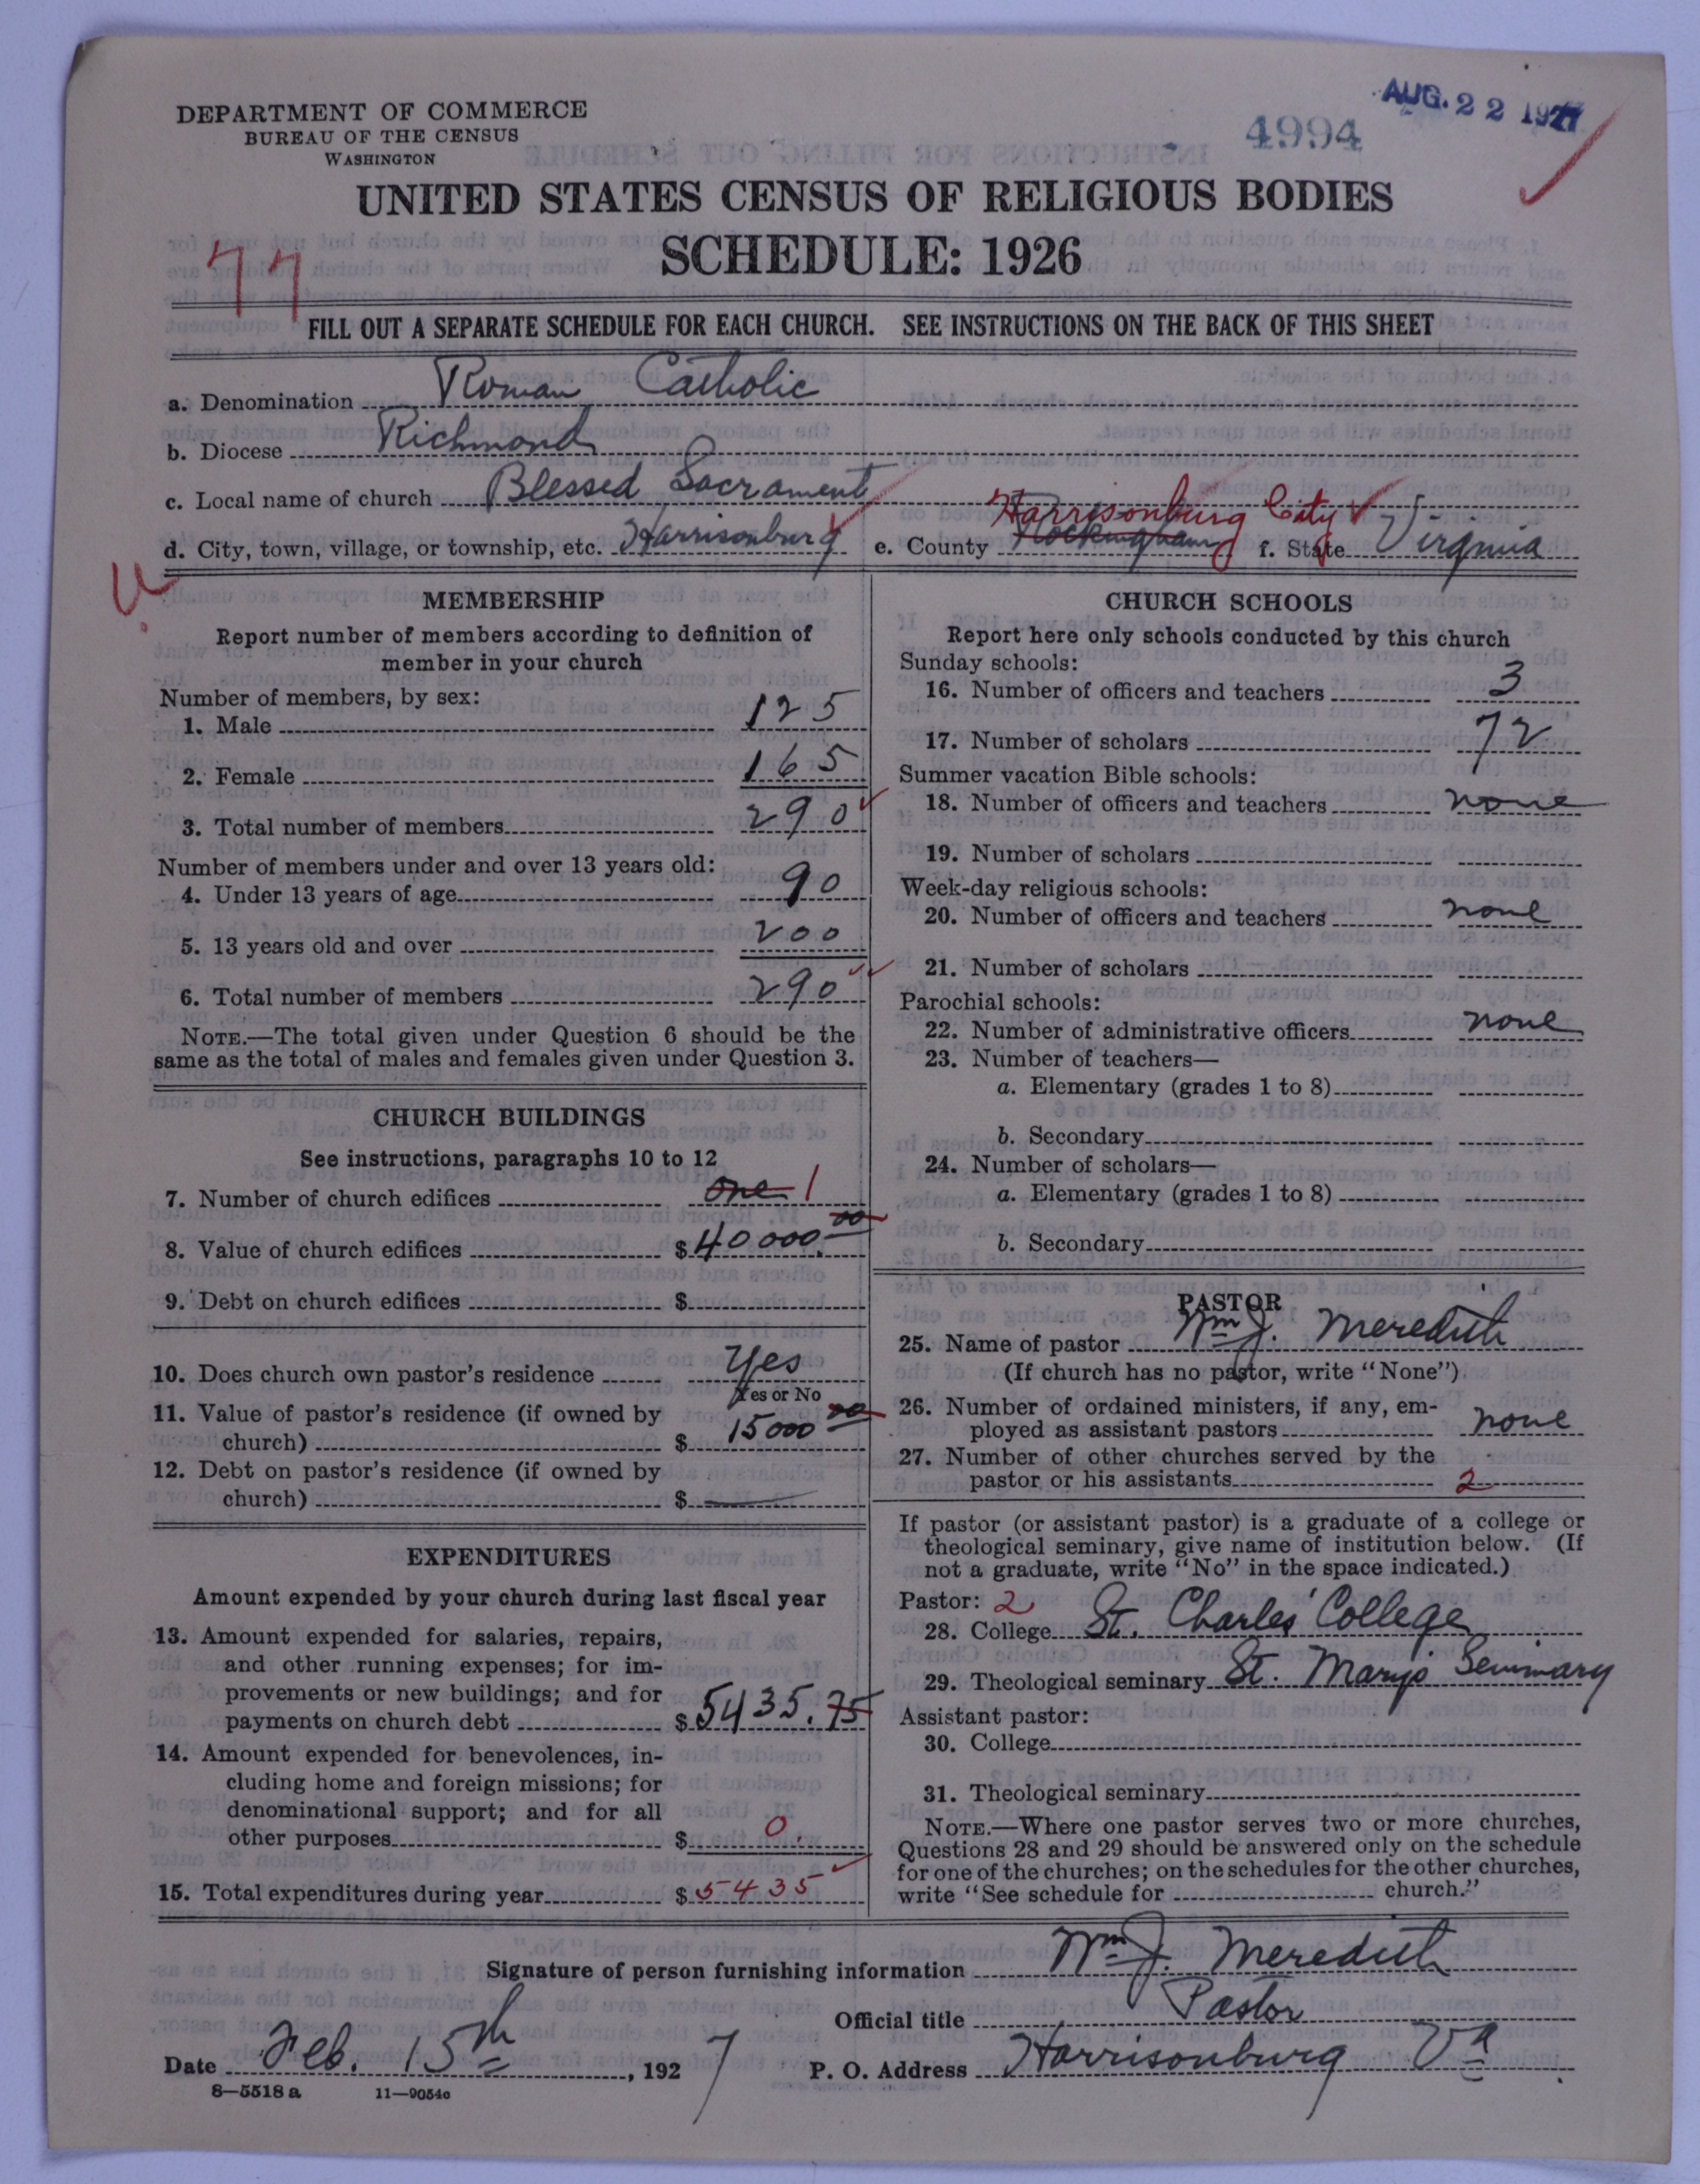 DEPARTMENT OF COMMERCE
BUREAU OF THE CENSUS
WASHINGTON
4994
AUG. 22 1927
UNITED STATES CENSUS OF RELIGIOUS BODIES
SCHEDULE: 1926
77
FILL OUT A SEPARATE SCHEDULE FOR EACH CHURCH. SEE INSTRUCTIONS ON THE BACK OF THIS SHEET
a. Denomination Roman Catholic
b. Diocese Richmond
c. Local name of church Blessed Sacrament
Harrisonburg City
d. City, town, village, or township, etc. Harrisonburg e. County Rockingham f. State Virginia
MEMBERSHIP
Report number of members according to definition of
member in your church
Number of members, by sex:
1. Male 125
2. Female 165
3. Total number of members 290
Number of members under and over 13 years old:
4. Under 13 years of age 90
5. 13 years old and over 200
6. Total number of members 290
NOTE.—The total given under Question 6 should be the
same as the total of males and females given under Question 3.
CHURCH BUILDINGS
See instructions, paragraphs 10 to 12
7. Number of church edifices one 1
8. Value of church edifices $40000.00
9. Debt on church edifices $
10. Does church own pastor's residence Yes
Yes or No
11. Value of pastor's residence (if owned by
church) $ 15000 00
12. Debt on pastor's residence (if owned by
church) $ —
EXPENDITURES
Amount expended by your church during last fiscal year
13. Amount expended for salaries, repairs,
and other running expenses; for im-
provements or new buildings; and for
payments on church debt $5435.75
14. Amount expended for benevolences, in-
cluding home and foreign missions; for
denominational support; and for all
other purposes $ 0.
15. Total expenditures during year $5435
CHURCH SCHOOLS
Report here only schools conducted by this church
Sunday schools:
16. Number of officers and teachers 3
17. Number of scholars 72
Summer vacation Bible schools:
18. Number of officers and teachers none
19. Number of scholars
Week-day religious schools:
20. Number of officers and teachers none
21. Number of scholars
Parochial schools:
22. Number of administrative officers none
23. Number of teachers—
a. Elementary (grades 1 to 8)
b. Secondary
24. Number of scholars—
a. Elementary (grades 1 to 8)
b. Secondary
PASTOR
25. Name of pastor Wm J. Meredith
(If church has no pastor, write "None")
26. Number of ordained ministers, if any, em-
ployed as assistant pastors none
27. Number of other churches served by the
pastor or his assistants 2
If pastor (or assistant pastor) is a graduate of a college or
theological seminary, give name of institution below. (If
not a graduate, write "No" in the space indicated.)
Pastor: 2
28. College St. Charles' College
29. Theological seminary St. Mary's Seminary
Assistant pastor:
30. College
31. Theological seminary
NOTE.—Where one pastor serves two or more churches,
Questions 28 and 29 should be answered only on the schedule
for one of the churches; on the schedules for the other churches,
write "See schedule for church."
Signature of person furnishing information Wm J. Meredith
Official title Pastor
Date Feb. 15th, 1927 P. O. Address Harrisonburg Va
8—5518 a 11—9054c